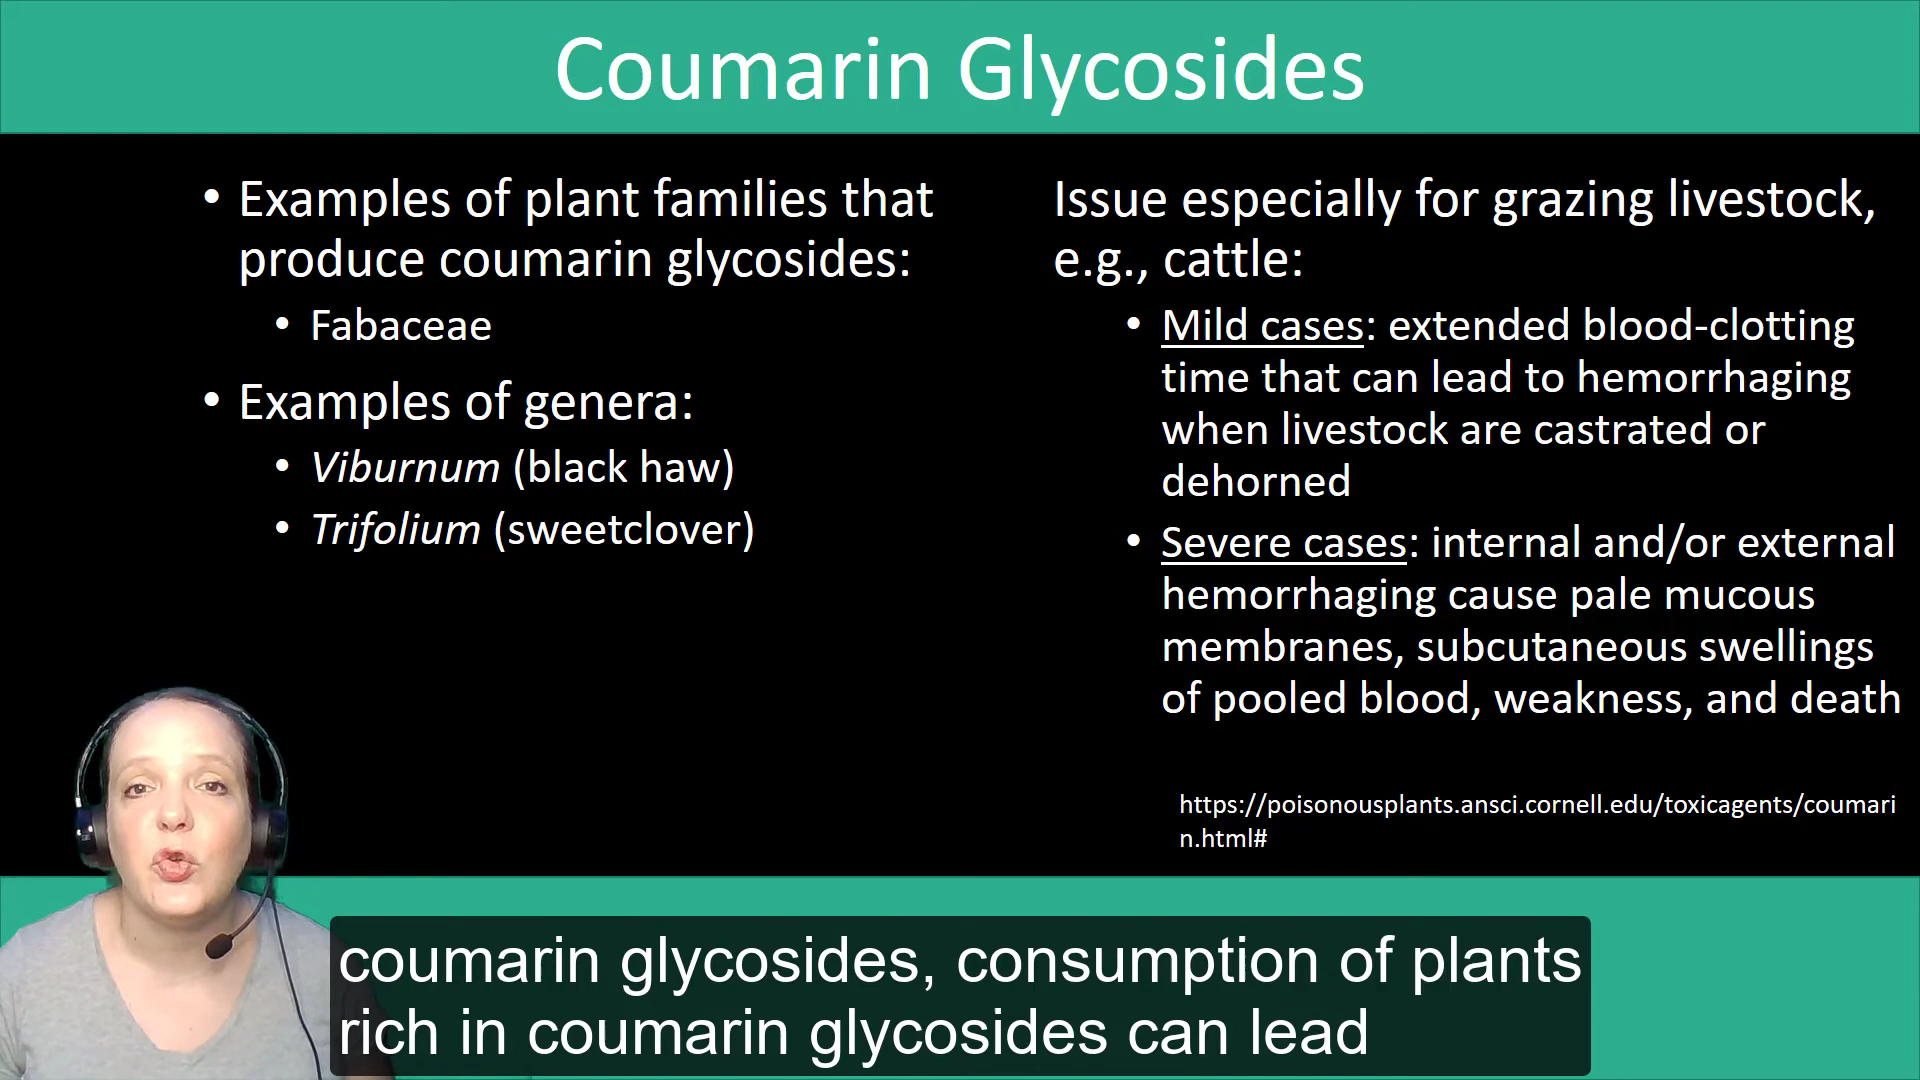 Coumarin Glycosides
• Examples of plant families that
produce coumarin glycosides:
• Fabaceae
• Examples of genera:
• Viburnum (black haw)
• Trifolium (sweetclover)
Issue especially for grazing livestock,
e.g., cattle:
• Mild cases: extended blood-clotting
time that can lead to hemorrhaging
when livestock are castrated or
dehorned
• Severe cases: internal and/or external
hemorrhaging cause pale mucous
membranes, subcutaneous swellings
of pooled blood, weakness, and death
https://poisonousplants.ansci.cornell.edu/toxicagents/coumari
n.html#
coumarin glycosides, consumption of plants
rich in coumarin glycosides can lead